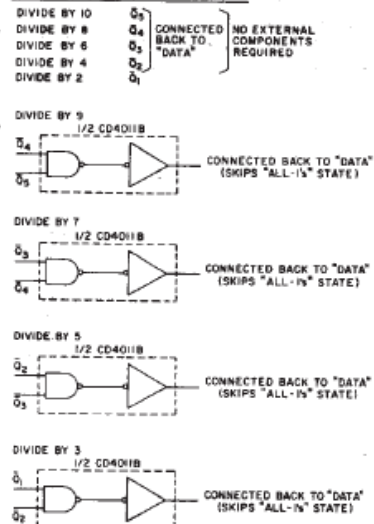 DIVIDE BY 10 Q̅5 CONNECTED NO EXTERNAL
DIVIDE BY 8 Q̅4 BACK TO COMPONENTS
DIVIDE BY 6 Q̅3 "DATA" REQUIRED
DIVIDE BY 4 Q̅2
DIVIDE BY 2 Q̅1
DIVIDE BY 9
1/2 CD4011B
Q̅4
Q̅5
CONNECTED BACK TO "DATA"
(SKIPS "ALL-1's" STATE)
DIVIDE BY 7
1/2 CD4011B
Q̅3
Q̅4
CONNECTED BACK TO "DATA"
(SKIPS "ALL-1's" STATE)
DIVIDE BY 5
1/2 CD4011B
Q̅2
Q̅3
CONNECTED BACK TO "DATA"
(SKIPS "ALL-1's" STATE)
DIVIDE BY 3
1/2 CD4011B
Q̅1
Q̅2
CONNECTED BACK TO "DATA"
(SKIPS "ALL-1's" STATE)